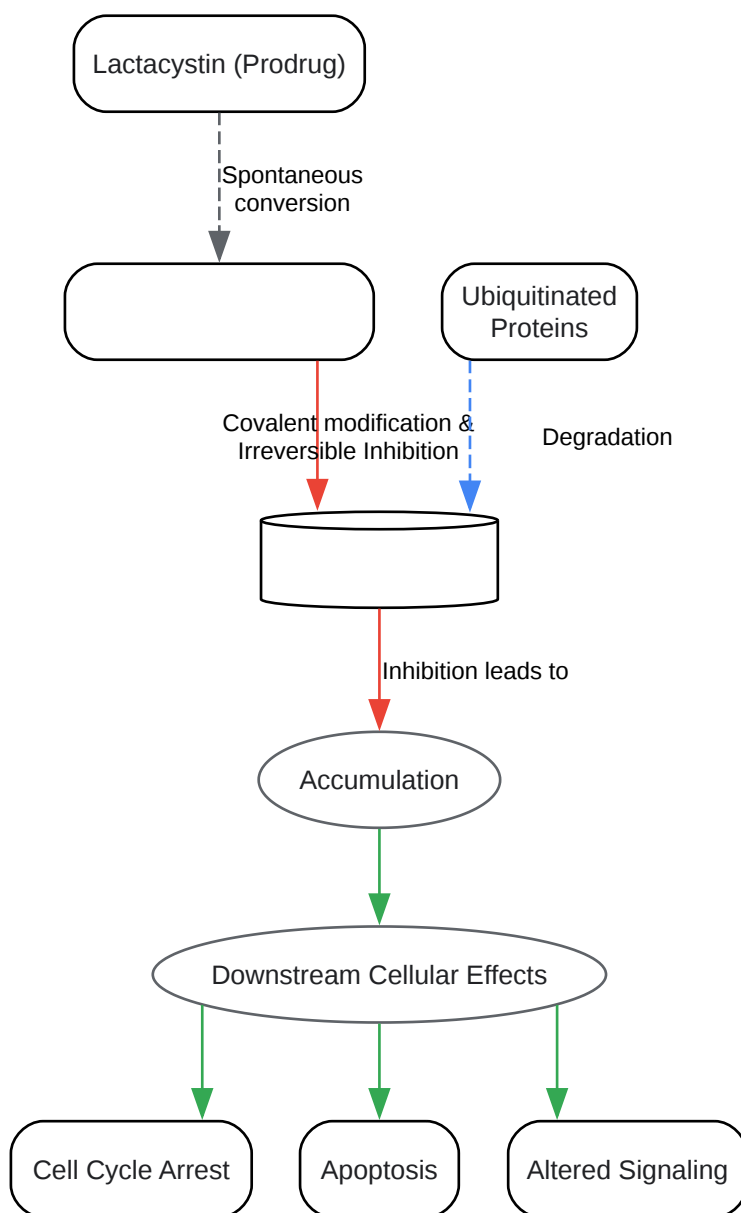 Lactacystin (Prodrug)
Spontaneous
conversion
Ubiquitinated
Proteins
Covalent modification &
Irreversible Inhibition
Degradation
Inhibition leads to
Accumulation
Downstream Cellular Effects
Cell Cycle Arrest
Apoptosis
Altered Signaling